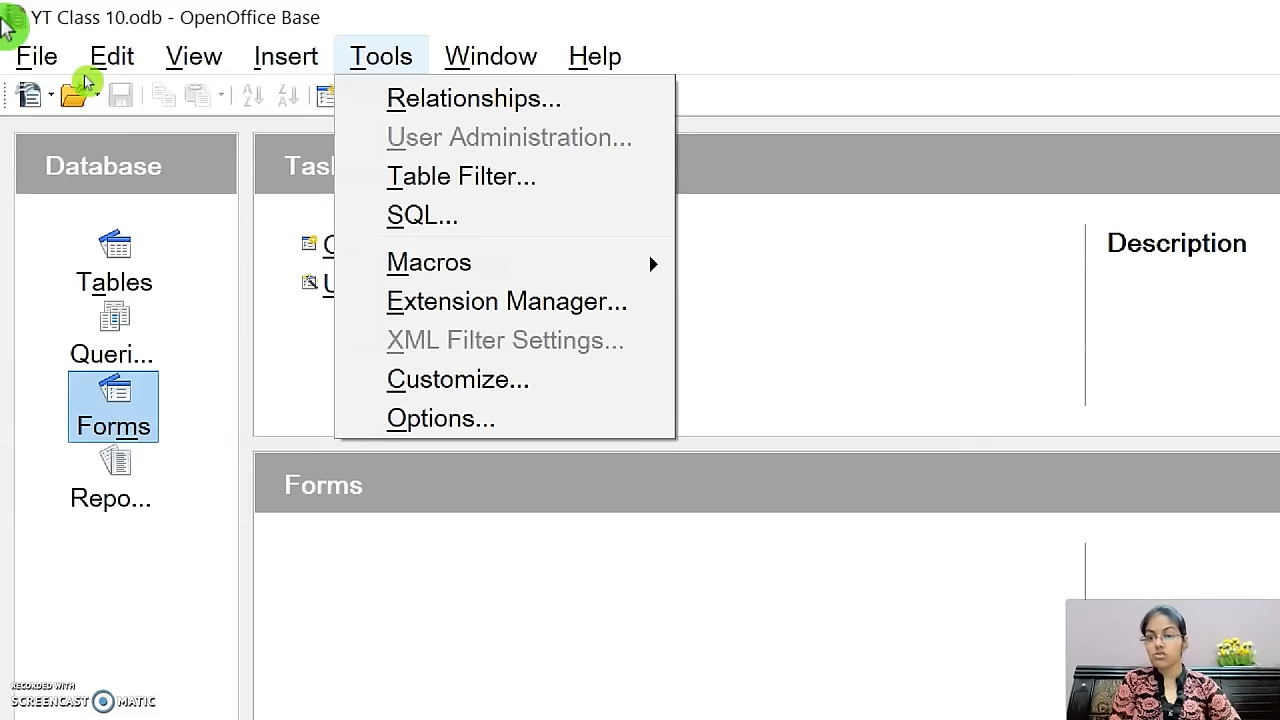 YT Class 10.odb - OpenOffice Base
File Edit View Insert Tools Window Help
Database
Tables
Queri...
Forms
Repo...
Relationships...
User Administration...
Table Filter...
SQL...
Macros
Extension Manager...
XML Filter Settings...
Customize...
Options...
Description
Forms
RECORDED WITH
SCREENCAST MATIC